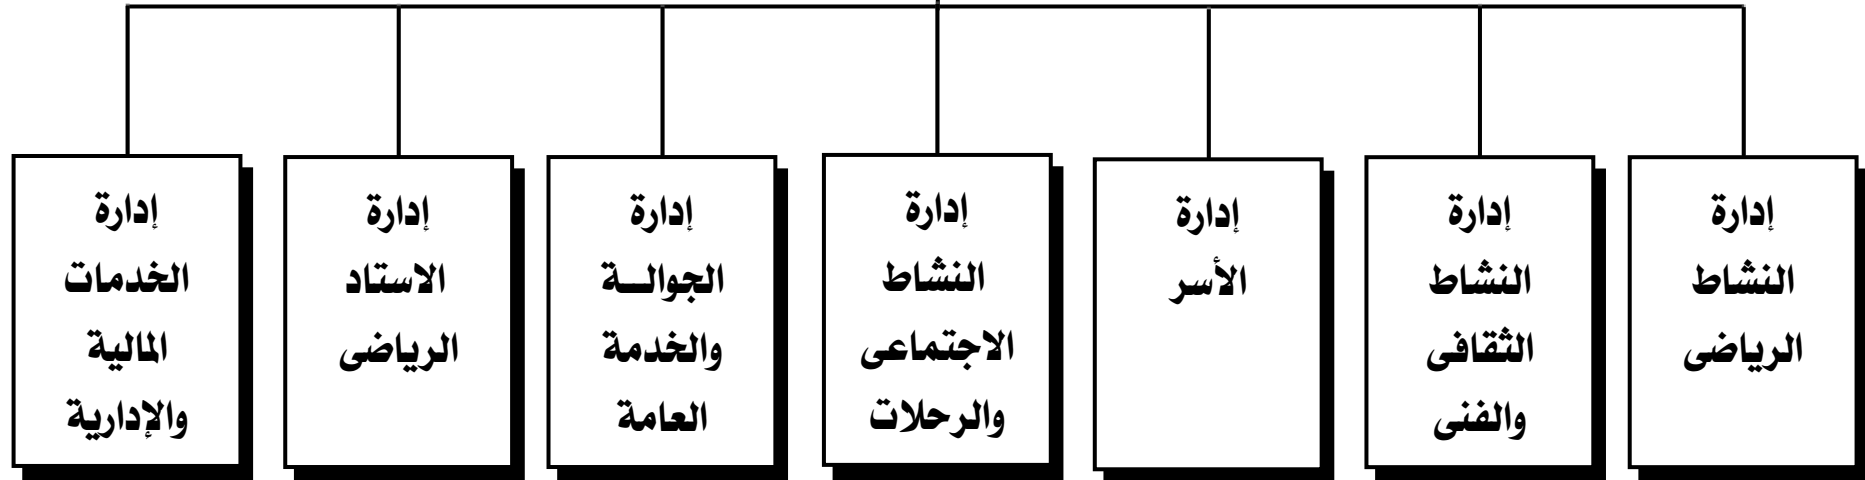 إدارة
النشاط
الرياضى
إدارة
النشاط
الثقافى
والفنى
إدارة
الأسر
إدارة
النشاط
الاجتماعى
والرحلات
إدارة
الجوالــة
والخدمة
العامة
إدارة
الاستاد
الرياضى
إدارة
الخدمات
المالية
والإدارية